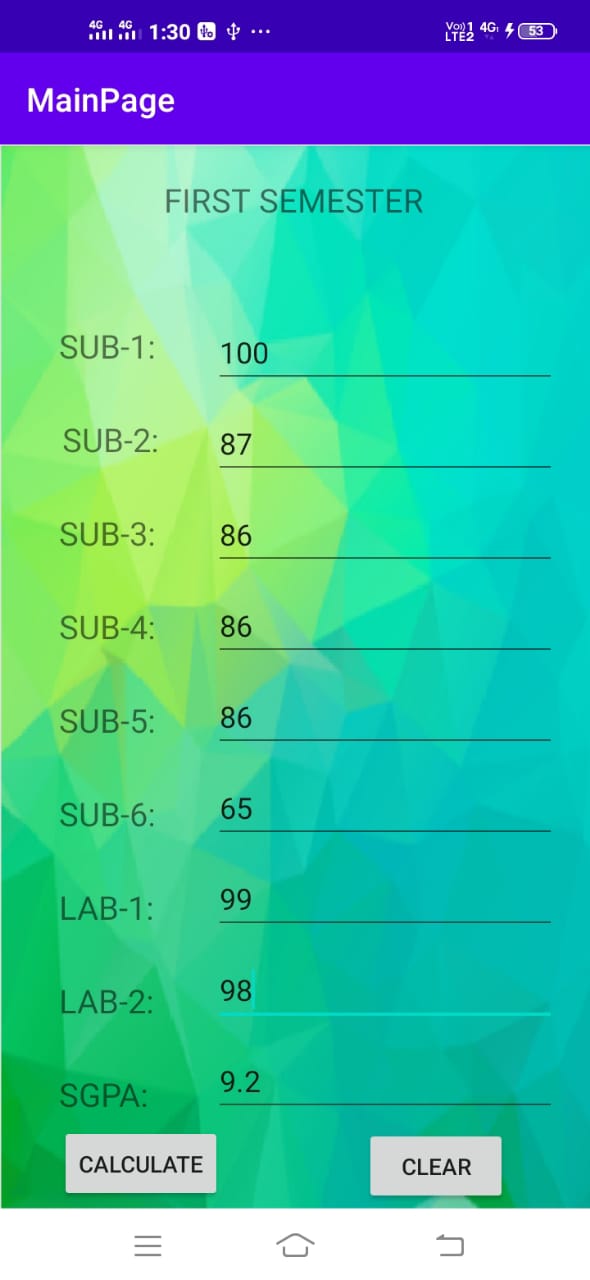 4G 4G 1:30 ... Vo)) 1 4G 53
LTE2
MainPage
FIRST SEMESTER
SUB-1: 100
SUB-2: 87
SUB-3: 86
SUB-4: 86
SUB-5: 86
SUB-6: 65
LAB-1: 99
LAB-2: 98
SGPA: 9.2
CALCULATE CLEAR